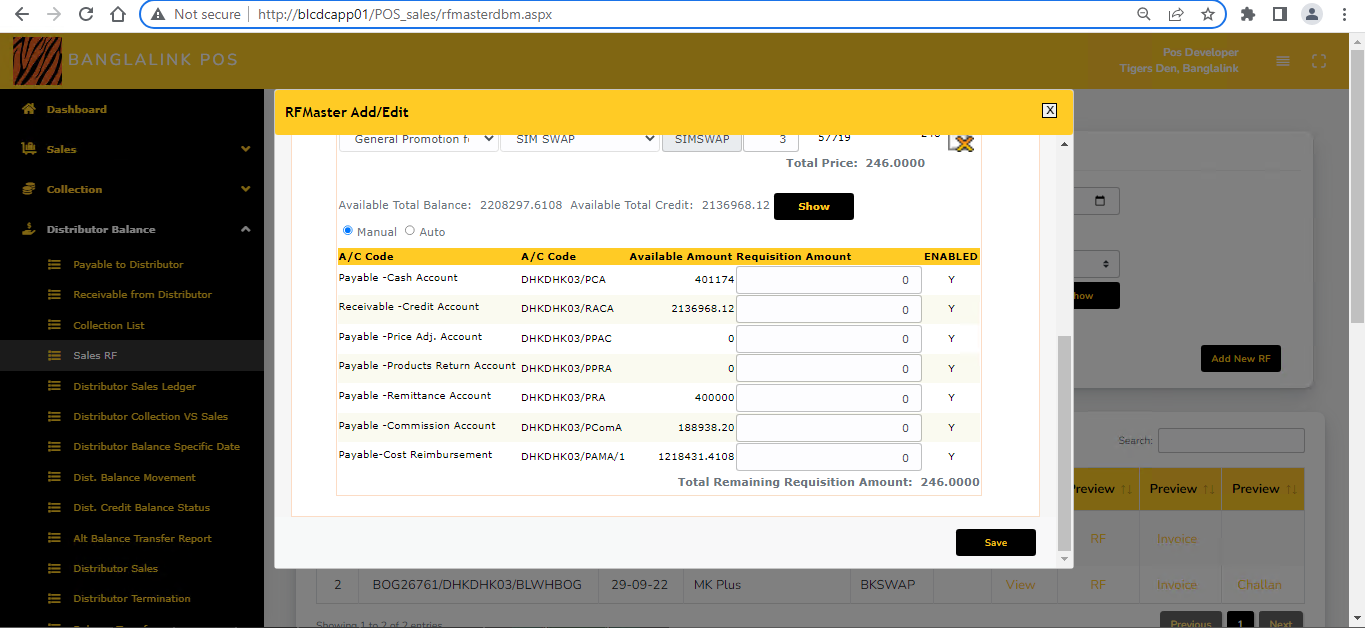 Not secure | http://blcdcapp01/POS_sales/rfmasterdbm.aspx
BANGLALINK POS
Pos Developer
Tigers Den, Banglalink
Dashboard
Sales
Collection
Distributor Balance
Payable to Distributor
Receivable from Distributor
Collection List
Sales RF
Distributor Sales Ledger
Distributor Collection VS Sales
Distributor Balance Specific Date
Dist. Balance Movement
Dist. Credit Balance Status
Alt Balance Transfer Report
Distributor Sales
Distributor Termination
RFMaster Add/Edit X
General Promotion f SIM SWAP SIMSWAP 3 57719
Total Price: 246.0000
Available Total Balance: 2208297.6108 Available Total Credit: 2136968.12 Show
Manual Auto
A/C Code A/C Code Available Amount Requisition Amount ENABLED
Payable -Cash Account DHKDHK03/PCA 401174 0 Y
Receivable -Credit Account DHKDHK03/RACA 2136968.12 0 Y
Payable -Price Adj. Account DHKDHK03/PPAC 0 0 Y
Payable -Products Return Account DHKDHK03/PPRA 0 0 Y
Payable -Remittance Account DHKDHK03/PRA 400000 0 Y
Payable -Commission Account DHKDHK03/PComA 188938.20 0 Y
Payable-Cost Reimbursement DHKDHK03/PAMA/1 1218431.4108 0 Y
Total Remaining Requisition Amount: 246.0000
Save
how
Add New RF
Search:
review Preview Preview
RF Invoice
2 BOG26761/DHKDHK03/BLWHBOG 29-09-22 MK Plus BKSWAP View RF Invoice Challan
Showing 1 to 2 of 2 entries
Previous 1 Next